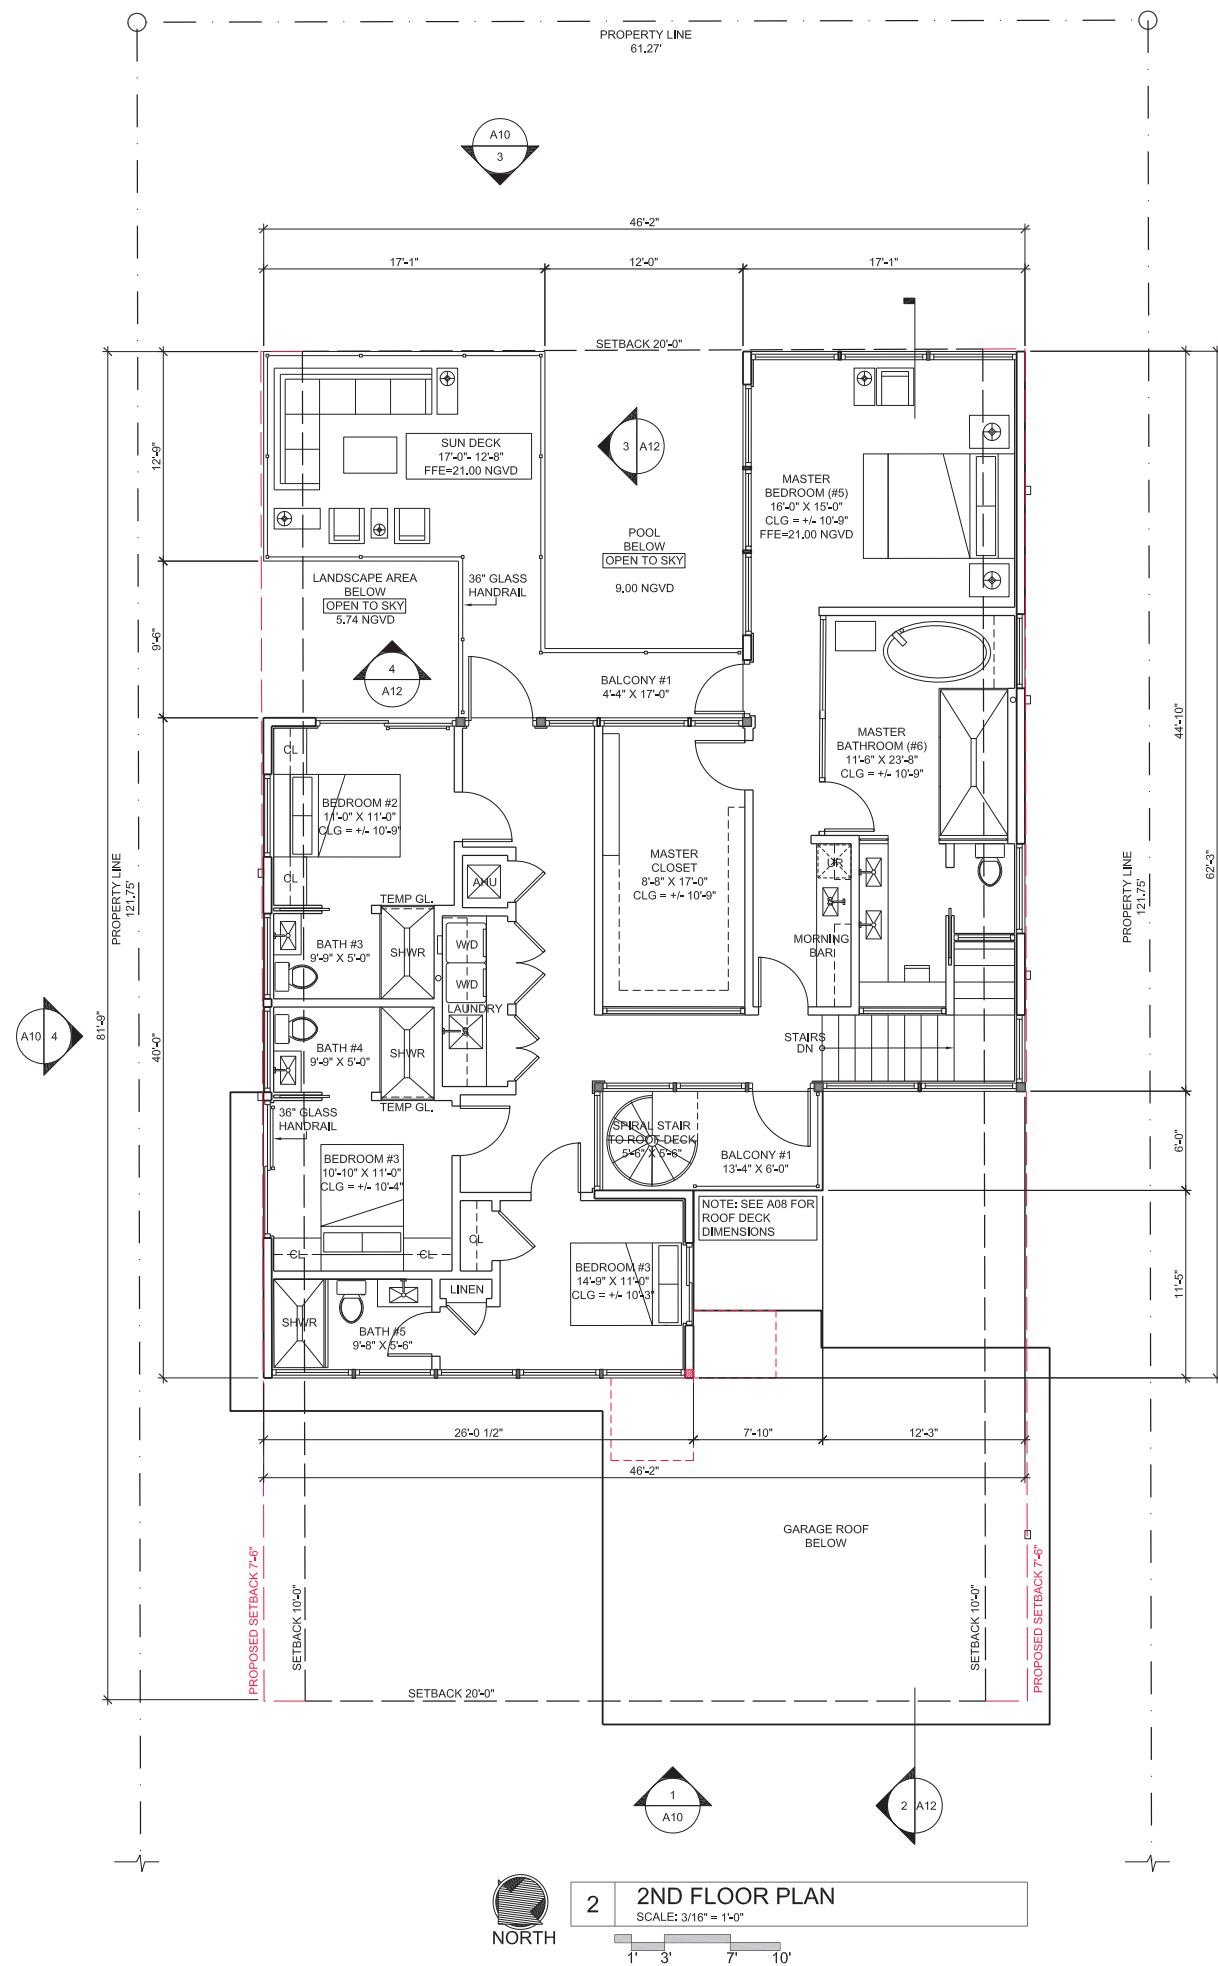 PROPERTY LINE
61.27'
A10
3
46'-2"
17'-1"
12'-0"
17'-1"
SETBACK 20'-0"
SUN DECK
17'-0"- 12'-8"
FFE=21.00 NGVD
3 A12
12'-9"
MASTER
BEDROOM (#5)
16'-0" X 15'-0"
CLG = +/- 10'-9"
FFE=21.00 NGVD
POOL
BELOW
OPEN TO SKY
9.00 NGVD
LANDSCAPE AREA
BELOW
OPEN TO SKY
5.74 NGVD
36" GLASS
HANDRAIL
9'-6"
4
A12
BALCONY #1
4'-4" X 17'-0"
MASTER
BATHROOM (#6)
11'-6" X 23'-8"
CLG = +/- 10'-9"
44'-10"
CL
BEDROOM #2
11'-0" X 11'-0"
CLG = +/- 10'-9"
CL
AHU
MASTER
CLOSET
8'-8" X 17'-0"
CLG = +/- 10'-9"
UR
62'-3"
PROPERTY LINE
121.75'
PROPERTY LINE
121.75'
TEMP GL.
BATH #3
9'-9" X 5'-0"
SHWR
W/D
W/D
LAUNDRY
MORNING
BAR
A10 4
81'-9"
40'-0"
BATH #4
9'-9" X 5'-0"
SHWR
STAIRS
DN
TEMP GL.
36" GLASS
HANDRAIL
SPIRAL STAIR
TO ROOF DECK
5'-6" X 5'-6"
BALCONY #1
13'-4" X 6'-0"
6'-0"
BEDROOM #3
10'-10" X 11'-0"
CLG = +/- 10'-4"
NOTE: SEE A08 FOR
ROOF DECK
DIMENSIONS
CL
CL
CL
BEDROOM #3
14'-9" X 11'-0"
CLG = +/- 10'-3"
11'-5"
LINEN
SHWR
BATH #5
9'-8" X 5'-6"
26'-0 1/2"
7'-10"
12'-3"
46'-2"
GARAGE ROOF
BELOW
PROPOSED SETBACK 7'-6"
SETBACK 10'-0"
SETBACK 10'-0"
PROPOSED SETBACK 7'-6"
SETBACK 20'-0"
1
A10
2 A12
NORTH
2
2ND FLOOR PLAN
SCALE: 3/16" = 1'-0"
1' 3' 7' 10'